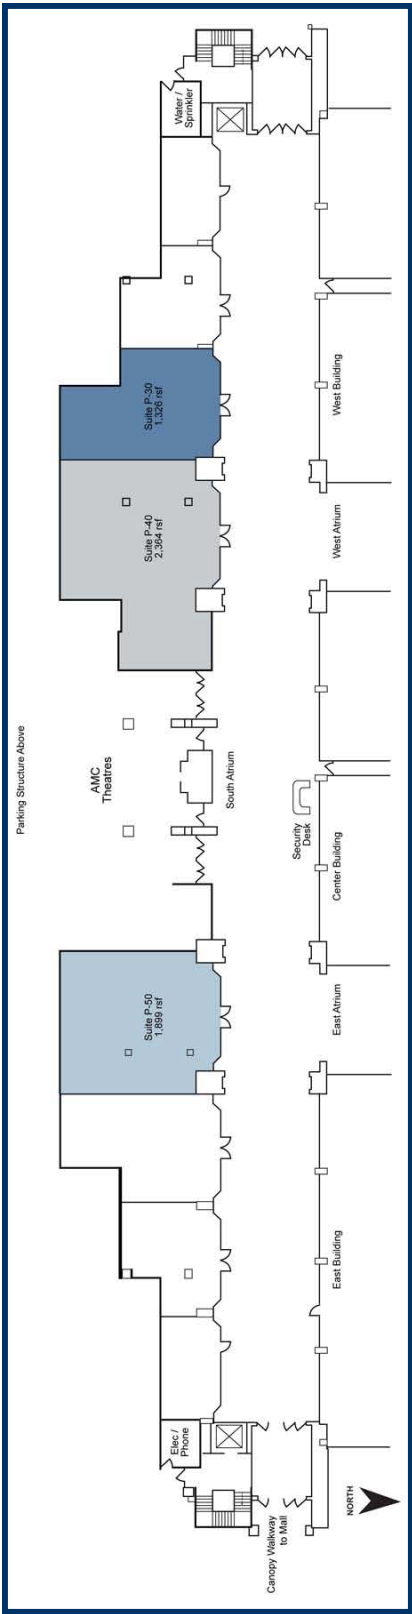 Water /
Sprinkler
Suite P-30
1,326 rsf
West Building
Suite P-40
2,364 rsf
West Atrium
Parking Structure Above
AMC
Theatres
South Atrium
Security
Desk
Center Building
Suite P-50
1,899 rsf
East Atrium
East Building
Elec /
Phone
Canopy Walkway
to Mall
NORTH